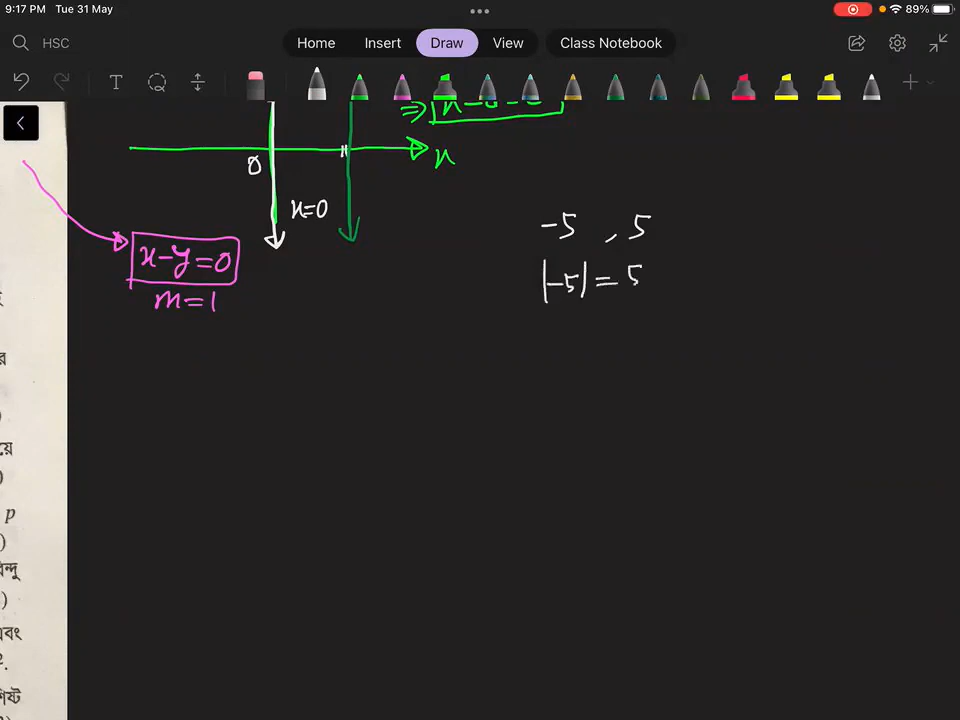 9:17 PM Tue 31 May
89%
HSC
Home Insert Draw View Class Notebook
T
0
x
x=0
-5 , 5
x-y=0
|-5| = 5
m=1
র
য়ে
)
p
)
)
এবং